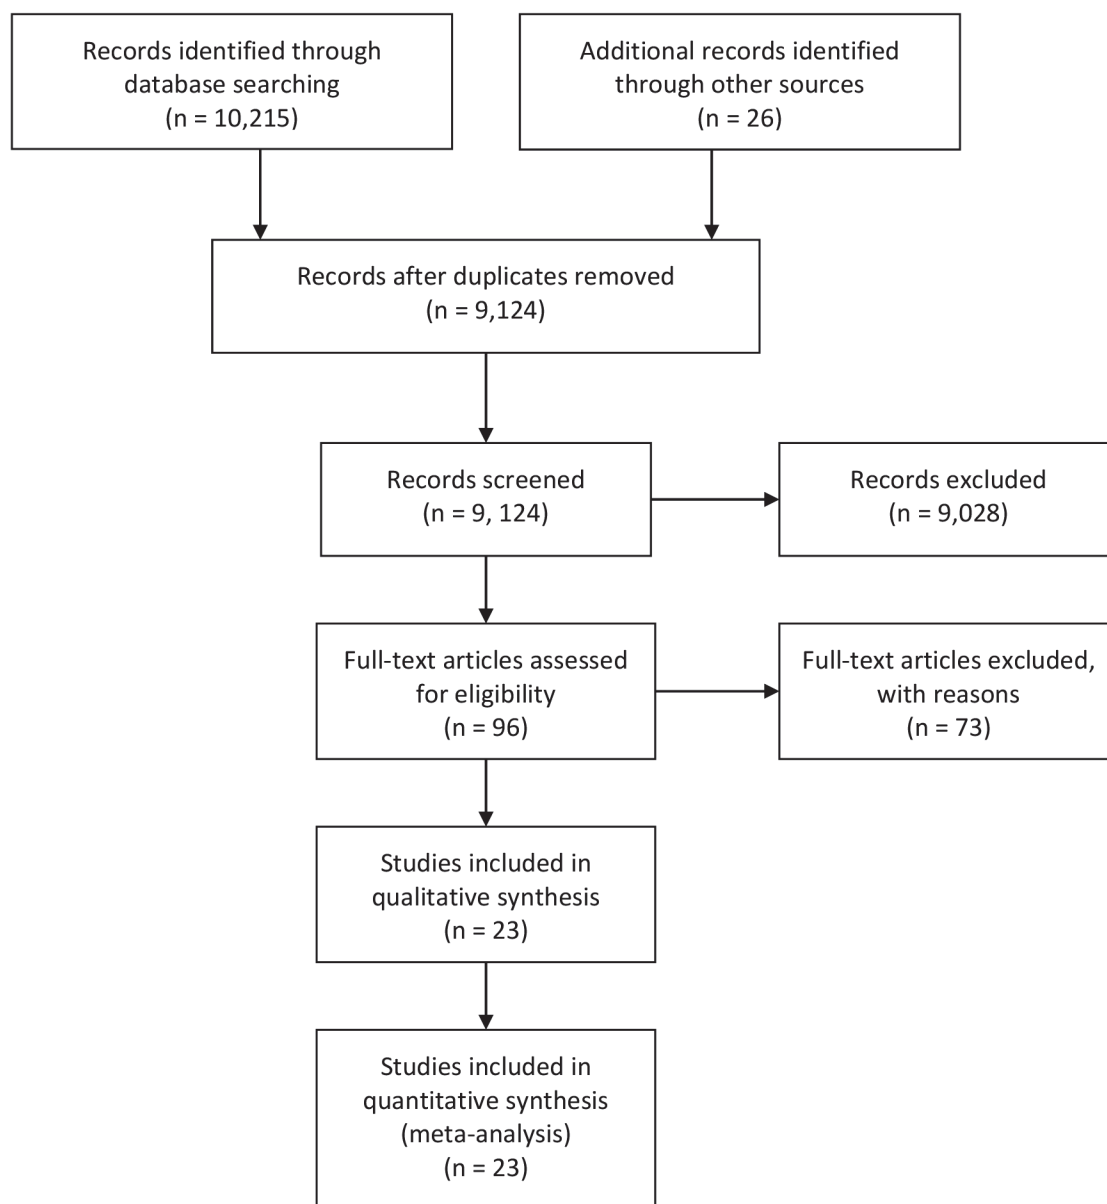 Records identified through
database searching
(n = 10,215)
Additional records identified
through other sources
(n = 26)
Records after duplicates removed
(n = 9,124)
Records screened
(n = 9, 124)
Records excluded
(n = 9,028)
Full-text articles assessed
for eligibility
(n = 96)
Full-text articles excluded,
with reasons
(n = 73)
Studies included in
qualitative synthesis
(n = 23)
Studies included in
quantitative synthesis
(meta-analysis)
(n = 23)